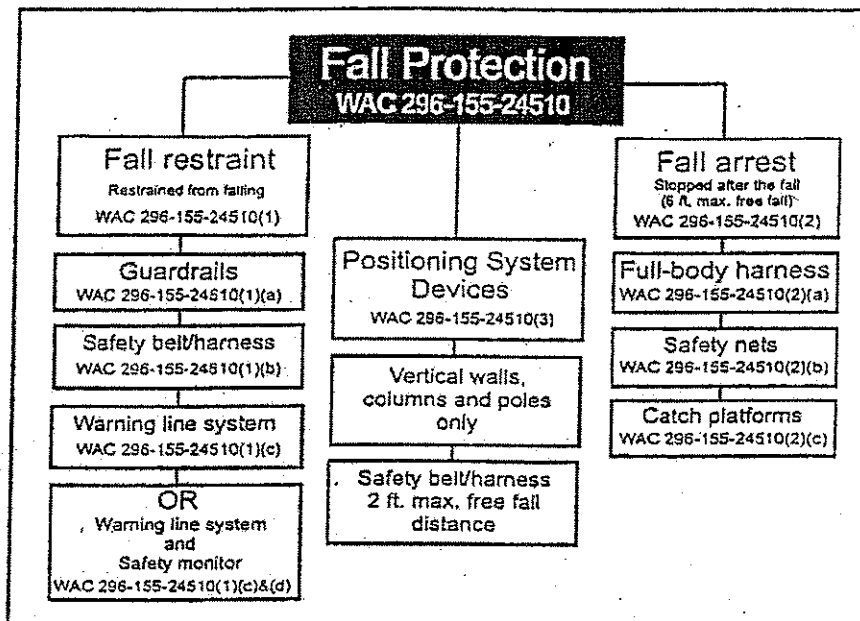 Fall Protection
WAC 296-155-24510
Fall restraint
Restrained from falling
WAC 296-155-24510(1)
Guardrails
WAC 296-155-24510(1)(a)
Safety belt/harness
WAC 296-155-24510(1)(b)
Warning line system
WAC 296-155-24510(1)(c)
OR
Warning line system
and
Safety monitor
WAC 296-155-24510(1)(c)&(d)
Positioning System
Devices
WAC 296-155-24510(3)
Vertical walls,
columns and poles
only
Safety belt/harness
2 ft. max. free fall
distance
Fall arrest
Stopped after the fall
(6 ft. max. free fall)
WAC 296-155-24510(2)
Full-body harness
WAC 296-155-24510(2)(a)
Safety nets
WAC 296-155-24510(2)(b)
Catch platforms
WAC 296-155-24510(2)(c)